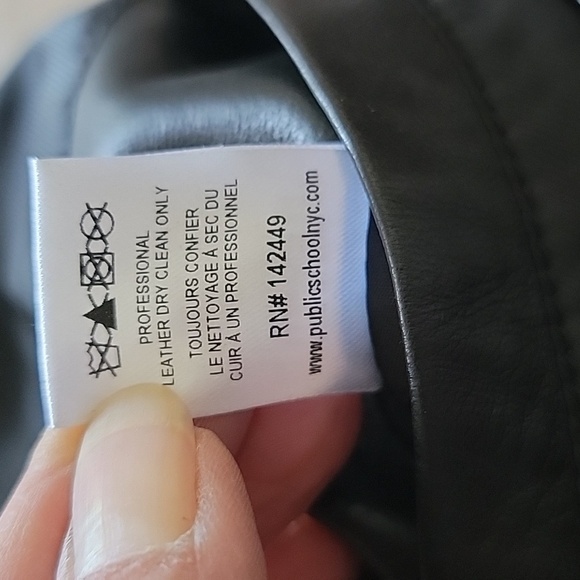 PROFESSIONAL
LEATHER DRY CLEAN ONLY
TOUJOURS CONFIER
LE NETTOYAGE À SEC DU
CUIR À UN PROFESSIONNEL
RN# 142449
www.publicschoolnyc.com